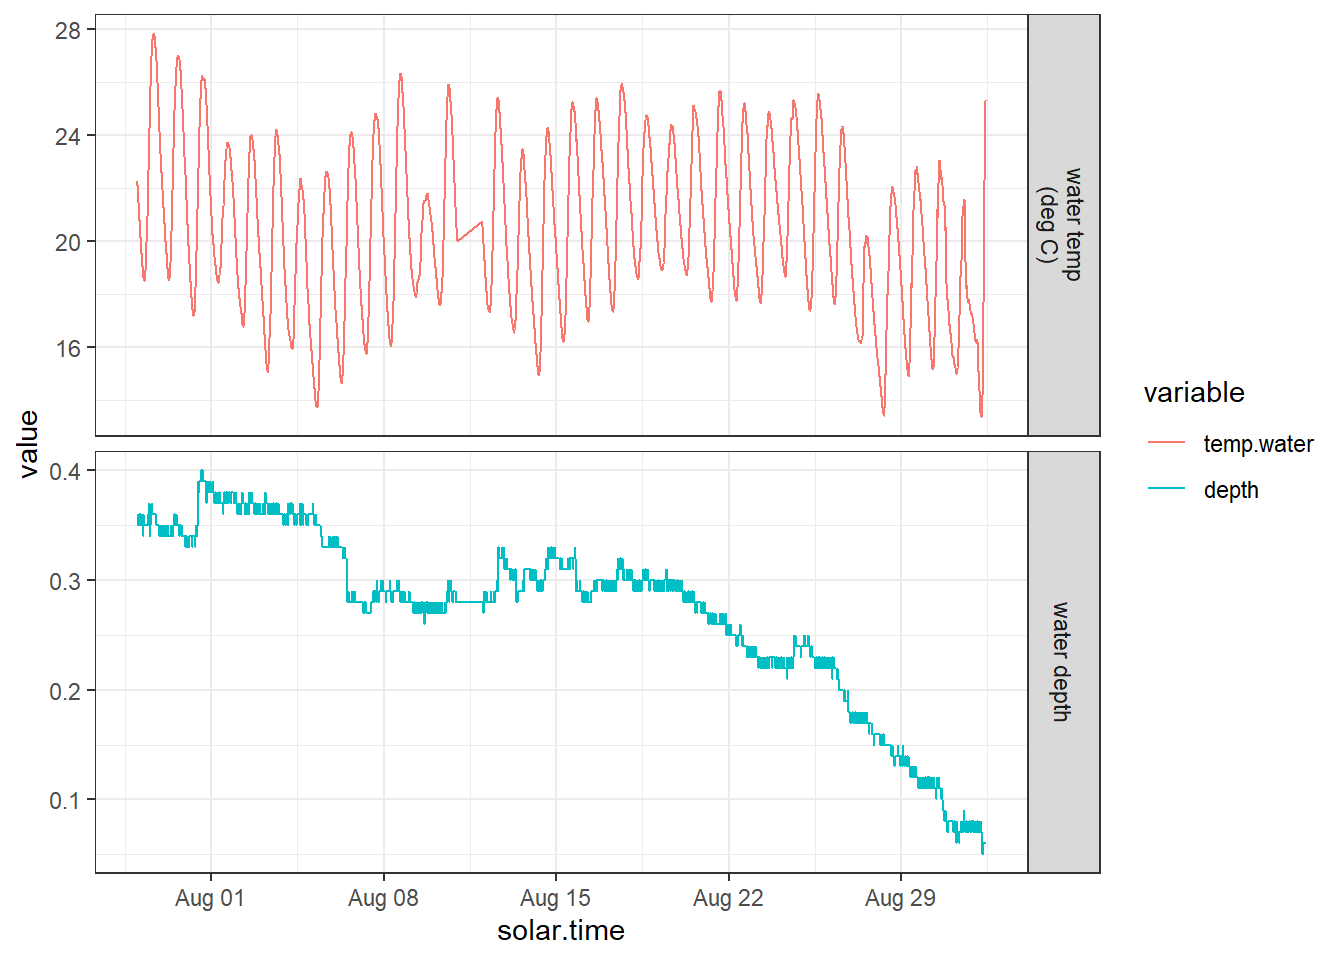 28
24
20
16
water temp
(deg C)
value
0.4
0.3
0.2
0.1
water depth
Aug 01
Aug 08
Aug 15
Aug 22
Aug 29
solar.time
variable
temp.water
depth